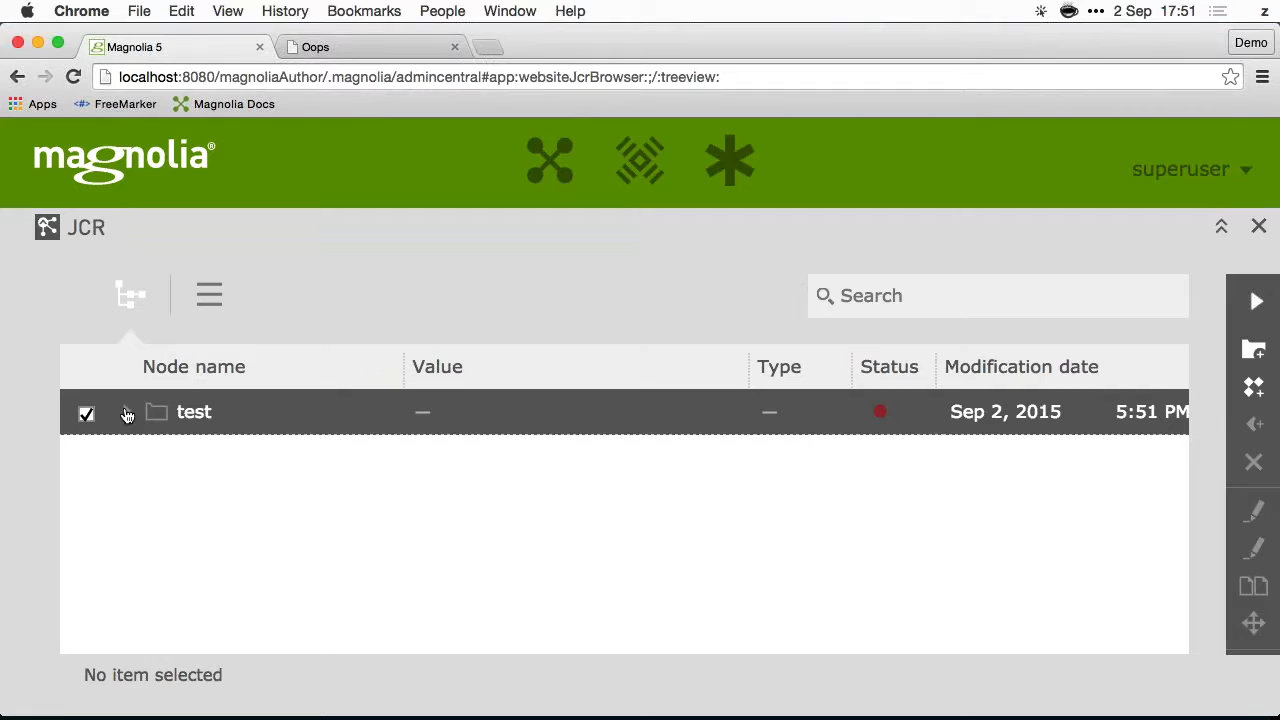 Chrome File Edit View History Bookmarks People Window Help 2 Sep 17:51 z
Magnolia 5 Oops Demo
localhost:8080/magnoliaAuthor/.magnolia/admincentral#app:websiteJcrBrowser:;/:treeview:
Apps <#> FreeMarker Magnolia Docs
magnolia® superuser
JCR
Search
Node name Value Type Status Modification date
test — — Sep 2, 2015 5:51 PM
No item selected